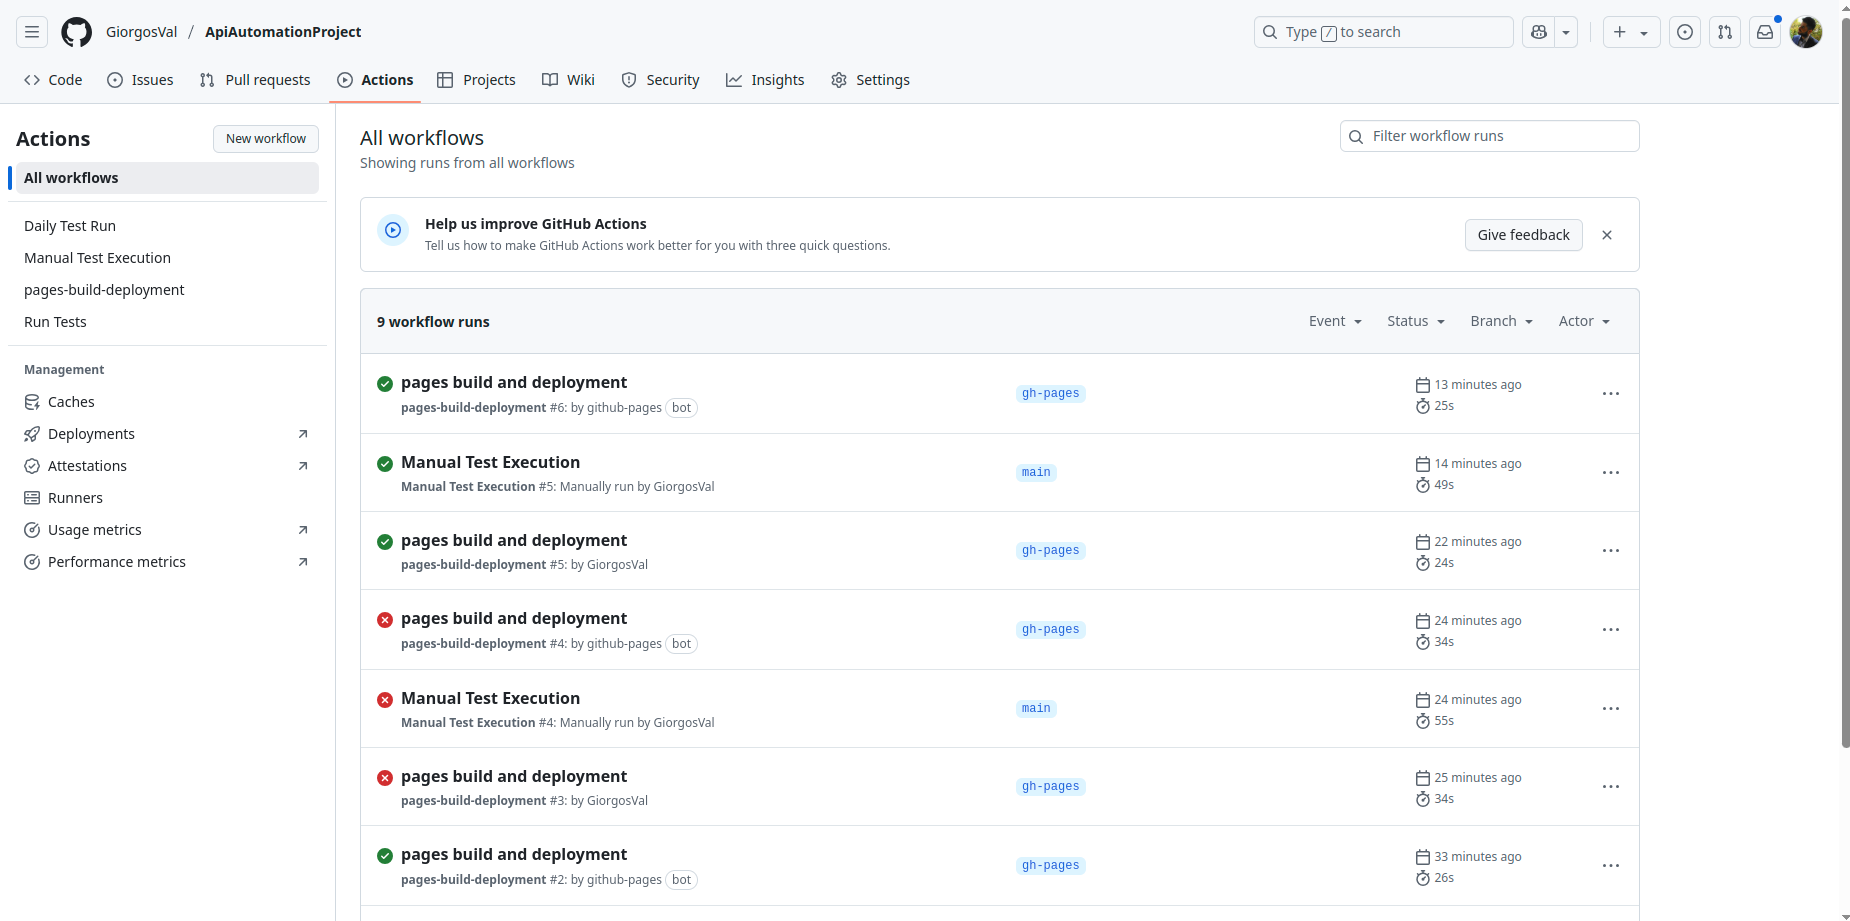 GiorgosVal / ApiAutomationProject
Type / to search
Code
Issues
Pull requests
Actions
Projects
Wiki
Security
Insights
Settings
Actions
New workflow
All workflows
Daily Test Run
Manual Test Execution
pages-build-deployment
Run Tests
Management
Caches
Deployments
Attestations
Runners
Usage metrics
Performance metrics
All workflows
Showing runs from all workflows
Filter workflow runs
Help us improve GitHub Actions
Tell us how to make GitHub Actions work better for you with three quick questions.
Give feedback
9 workflow runs
Event
Status
Branch
Actor
pages build and deployment
pages-build-deployment #6: by github-pages bot
gh-pages
13 minutes ago
25s
Manual Test Execution
Manual Test Execution #5: Manually run by GiorgosVal
main
14 minutes ago
49s
pages build and deployment
pages-build-deployment #5: by GiorgosVal
gh-pages
22 minutes ago
24s
pages build and deployment
pages-build-deployment #4: by github-pages bot
gh-pages
24 minutes ago
34s
Manual Test Execution
Manual Test Execution #4: Manually run by GiorgosVal
main
24 minutes ago
55s
pages build and deployment
pages-build-deployment #3: by GiorgosVal
gh-pages
25 minutes ago
34s
pages build and deployment
pages-build-deployment #2: by github-pages bot
gh-pages
33 minutes ago
26s